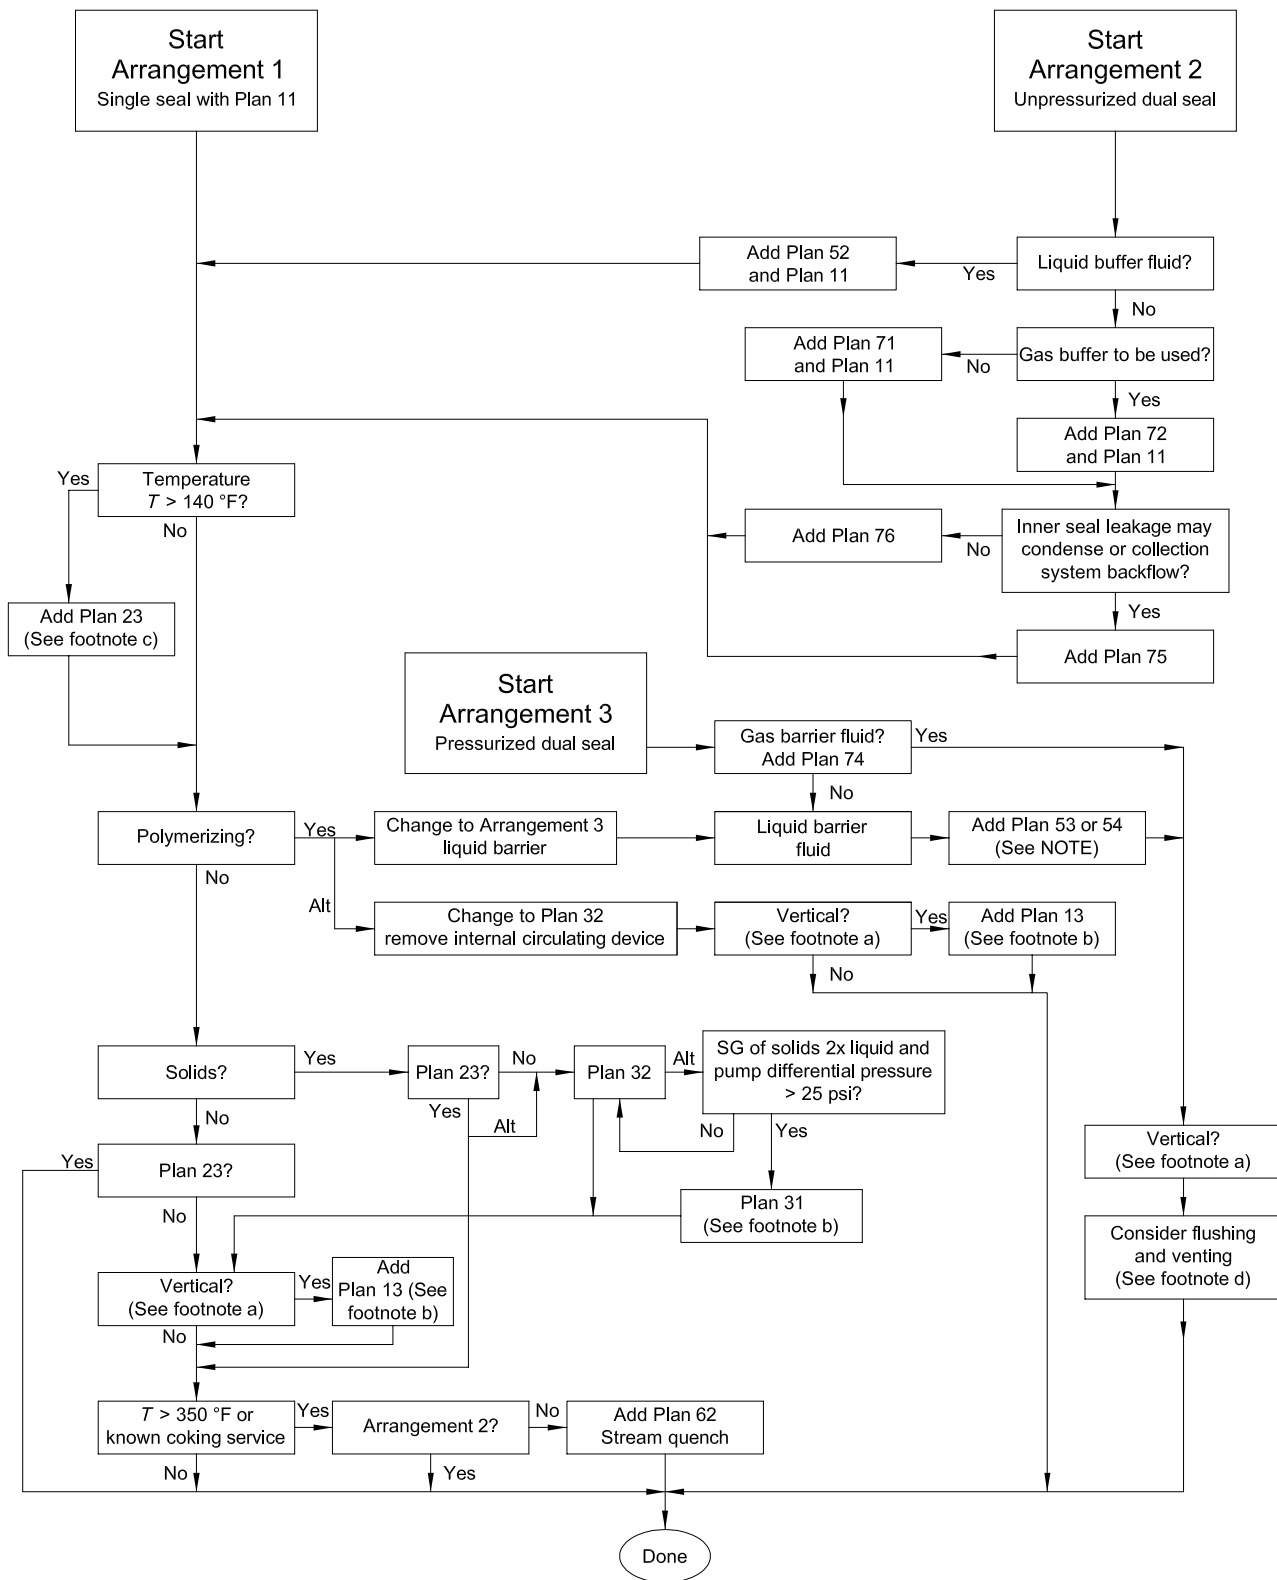 Start
Arrangement 1
Single seal with Plan 11
Start
Arrangement 2
Unpressurized dual seal
Add Plan 52
and Plan 11
Yes
Liquid buffer fluid?
No
Add Plan 71
and Plan 11
No
Gas buffer to be used?
Yes
Add Plan 72
and Plan 11
Yes
Temperature
T > 140 °F?
No
Add Plan 76
No
Inner seal leakage may
condense or collection
system backflow?
Yes
Add Plan 23
(See footnote c)
Add Plan 75
Start
Arrangement 3
Pressurized dual seal
Gas barrier fluid?
Add Plan 74
Yes
No
Polymerizing?
Yes
Change to Arrangement 3
liquid barrier
Liquid barrier
fluid
Add Plan 53 or 54
(See NOTE)
No
Alt
Change to Plan 32
remove internal circulating device
Vertical?
(See footnote a)
Yes
Add Plan 13
(See footnote b)
No
Solids?
Yes
Plan 23?
No
Plan 32
Alt
SG of solids 2x liquid and
pump differential pressure
> 25 psi?
No
Yes
Alt
No
Yes
Yes
Plan 23?
Vertical?
(See footnote a)
No
Plan 31
(See footnote b)
Consider flushing
and venting
(See footnote d)
Vertical?
(See footnote a)
Yes
Add
Plan 13 (See
footnote b)
No
T > 350 °F or
known coking service
Yes
Arrangement 2?
No
Add Plan 62
Stream quench
No
Yes
Done